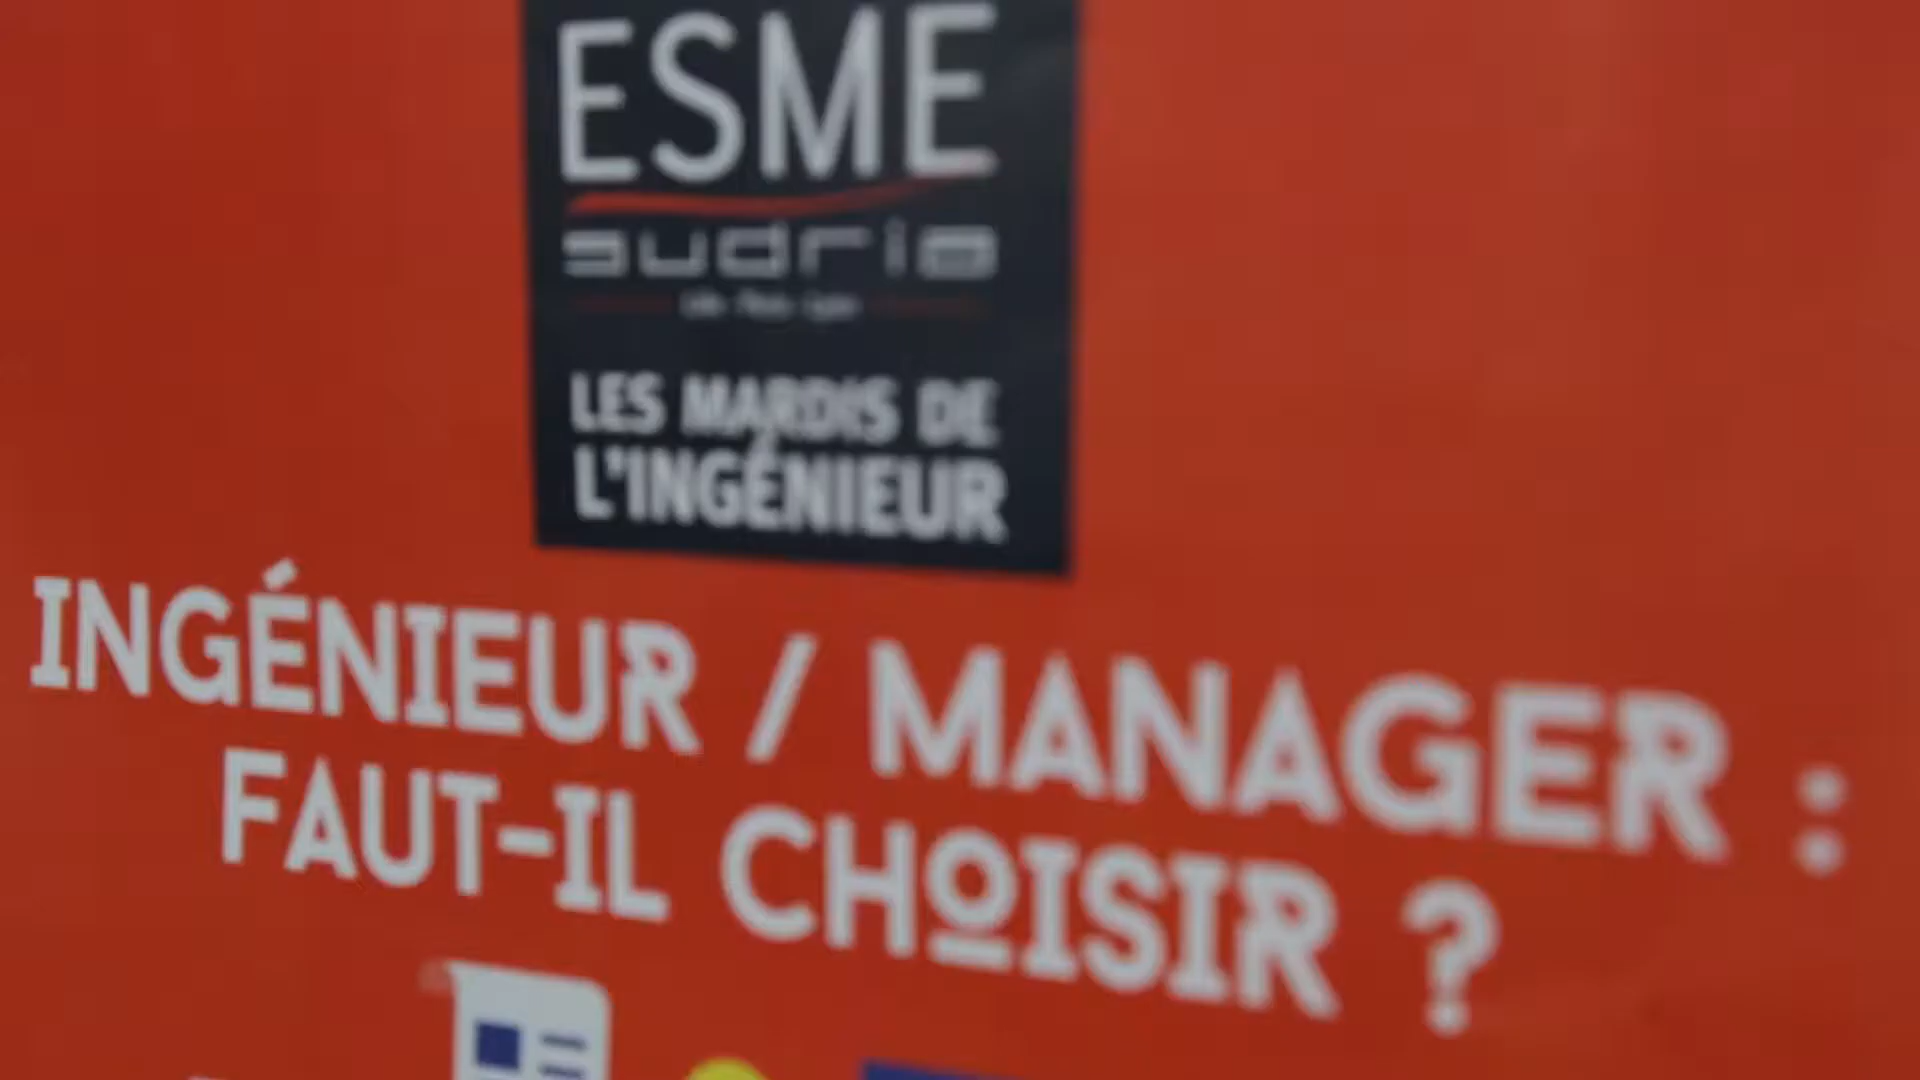 ESME
sudria
LES MARDIS DE
L'INGÉNIEUR
INGÉNIEUR / MANAGER :
FAUT-IL CHOISIR ?